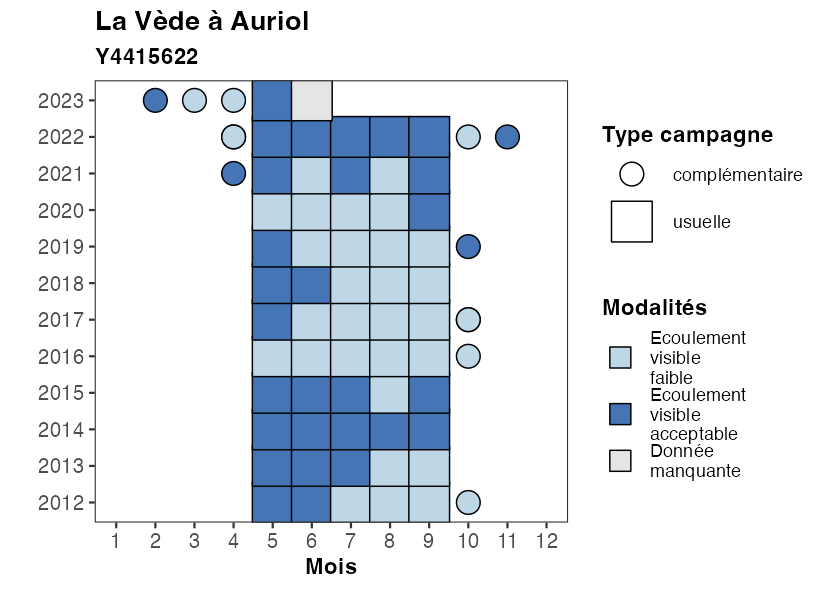 La Vède à Auriol
Y4415622
2023
2022
2021
2020
2019
2018
2017
2016
2015
2014
2013
2012
1 2 3 4 5 6 7 8 9 10 11 12
Mois
Type campagne
complémentaire
usuelle
Modalités
Ecoulement
visible
faible
Ecoulement
visible
acceptable
Donnée
manquante